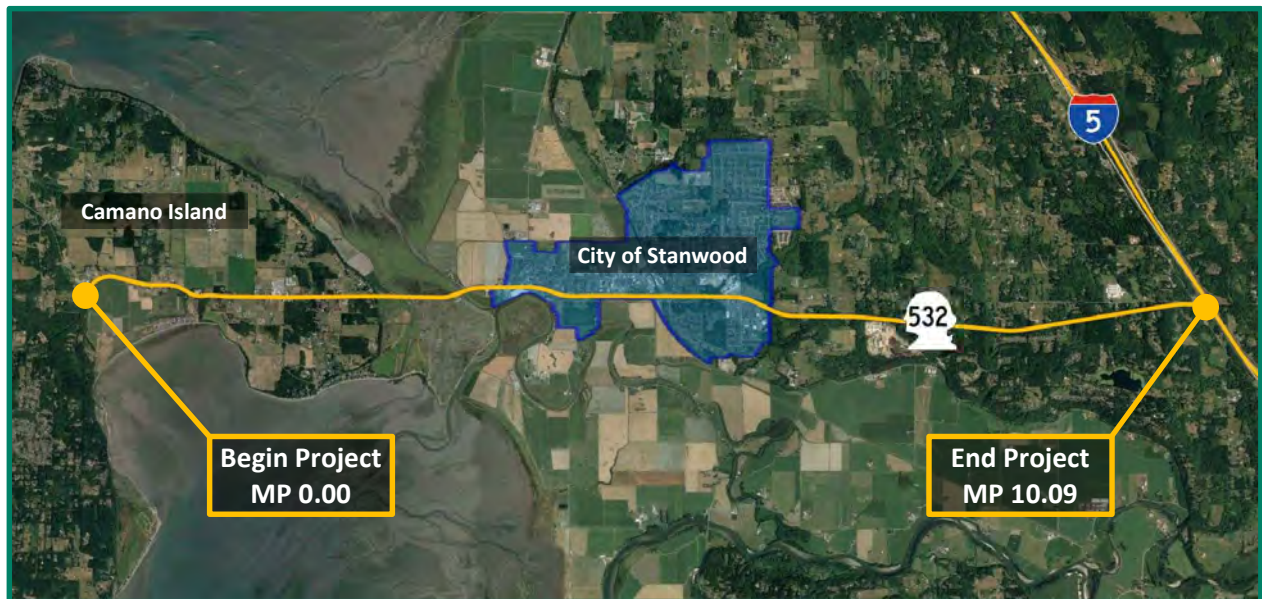 5
Camano Island
City of Stanwood
532
Begin Project
MP 0.00
End Project
MP 10.09